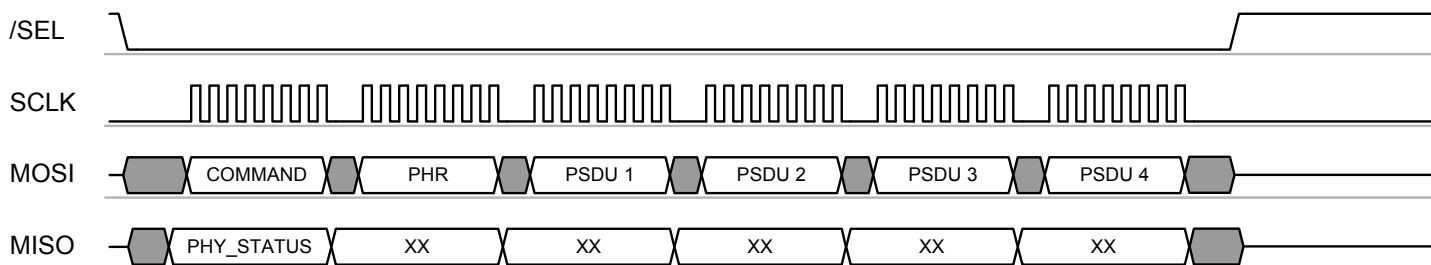 /SEL
SCLK
MOSI COMMAND PHR PSDU 1 PSDU 2 PSDU 3 PSDU 4
MISO PHY_STATUS XX XX XX XX XX